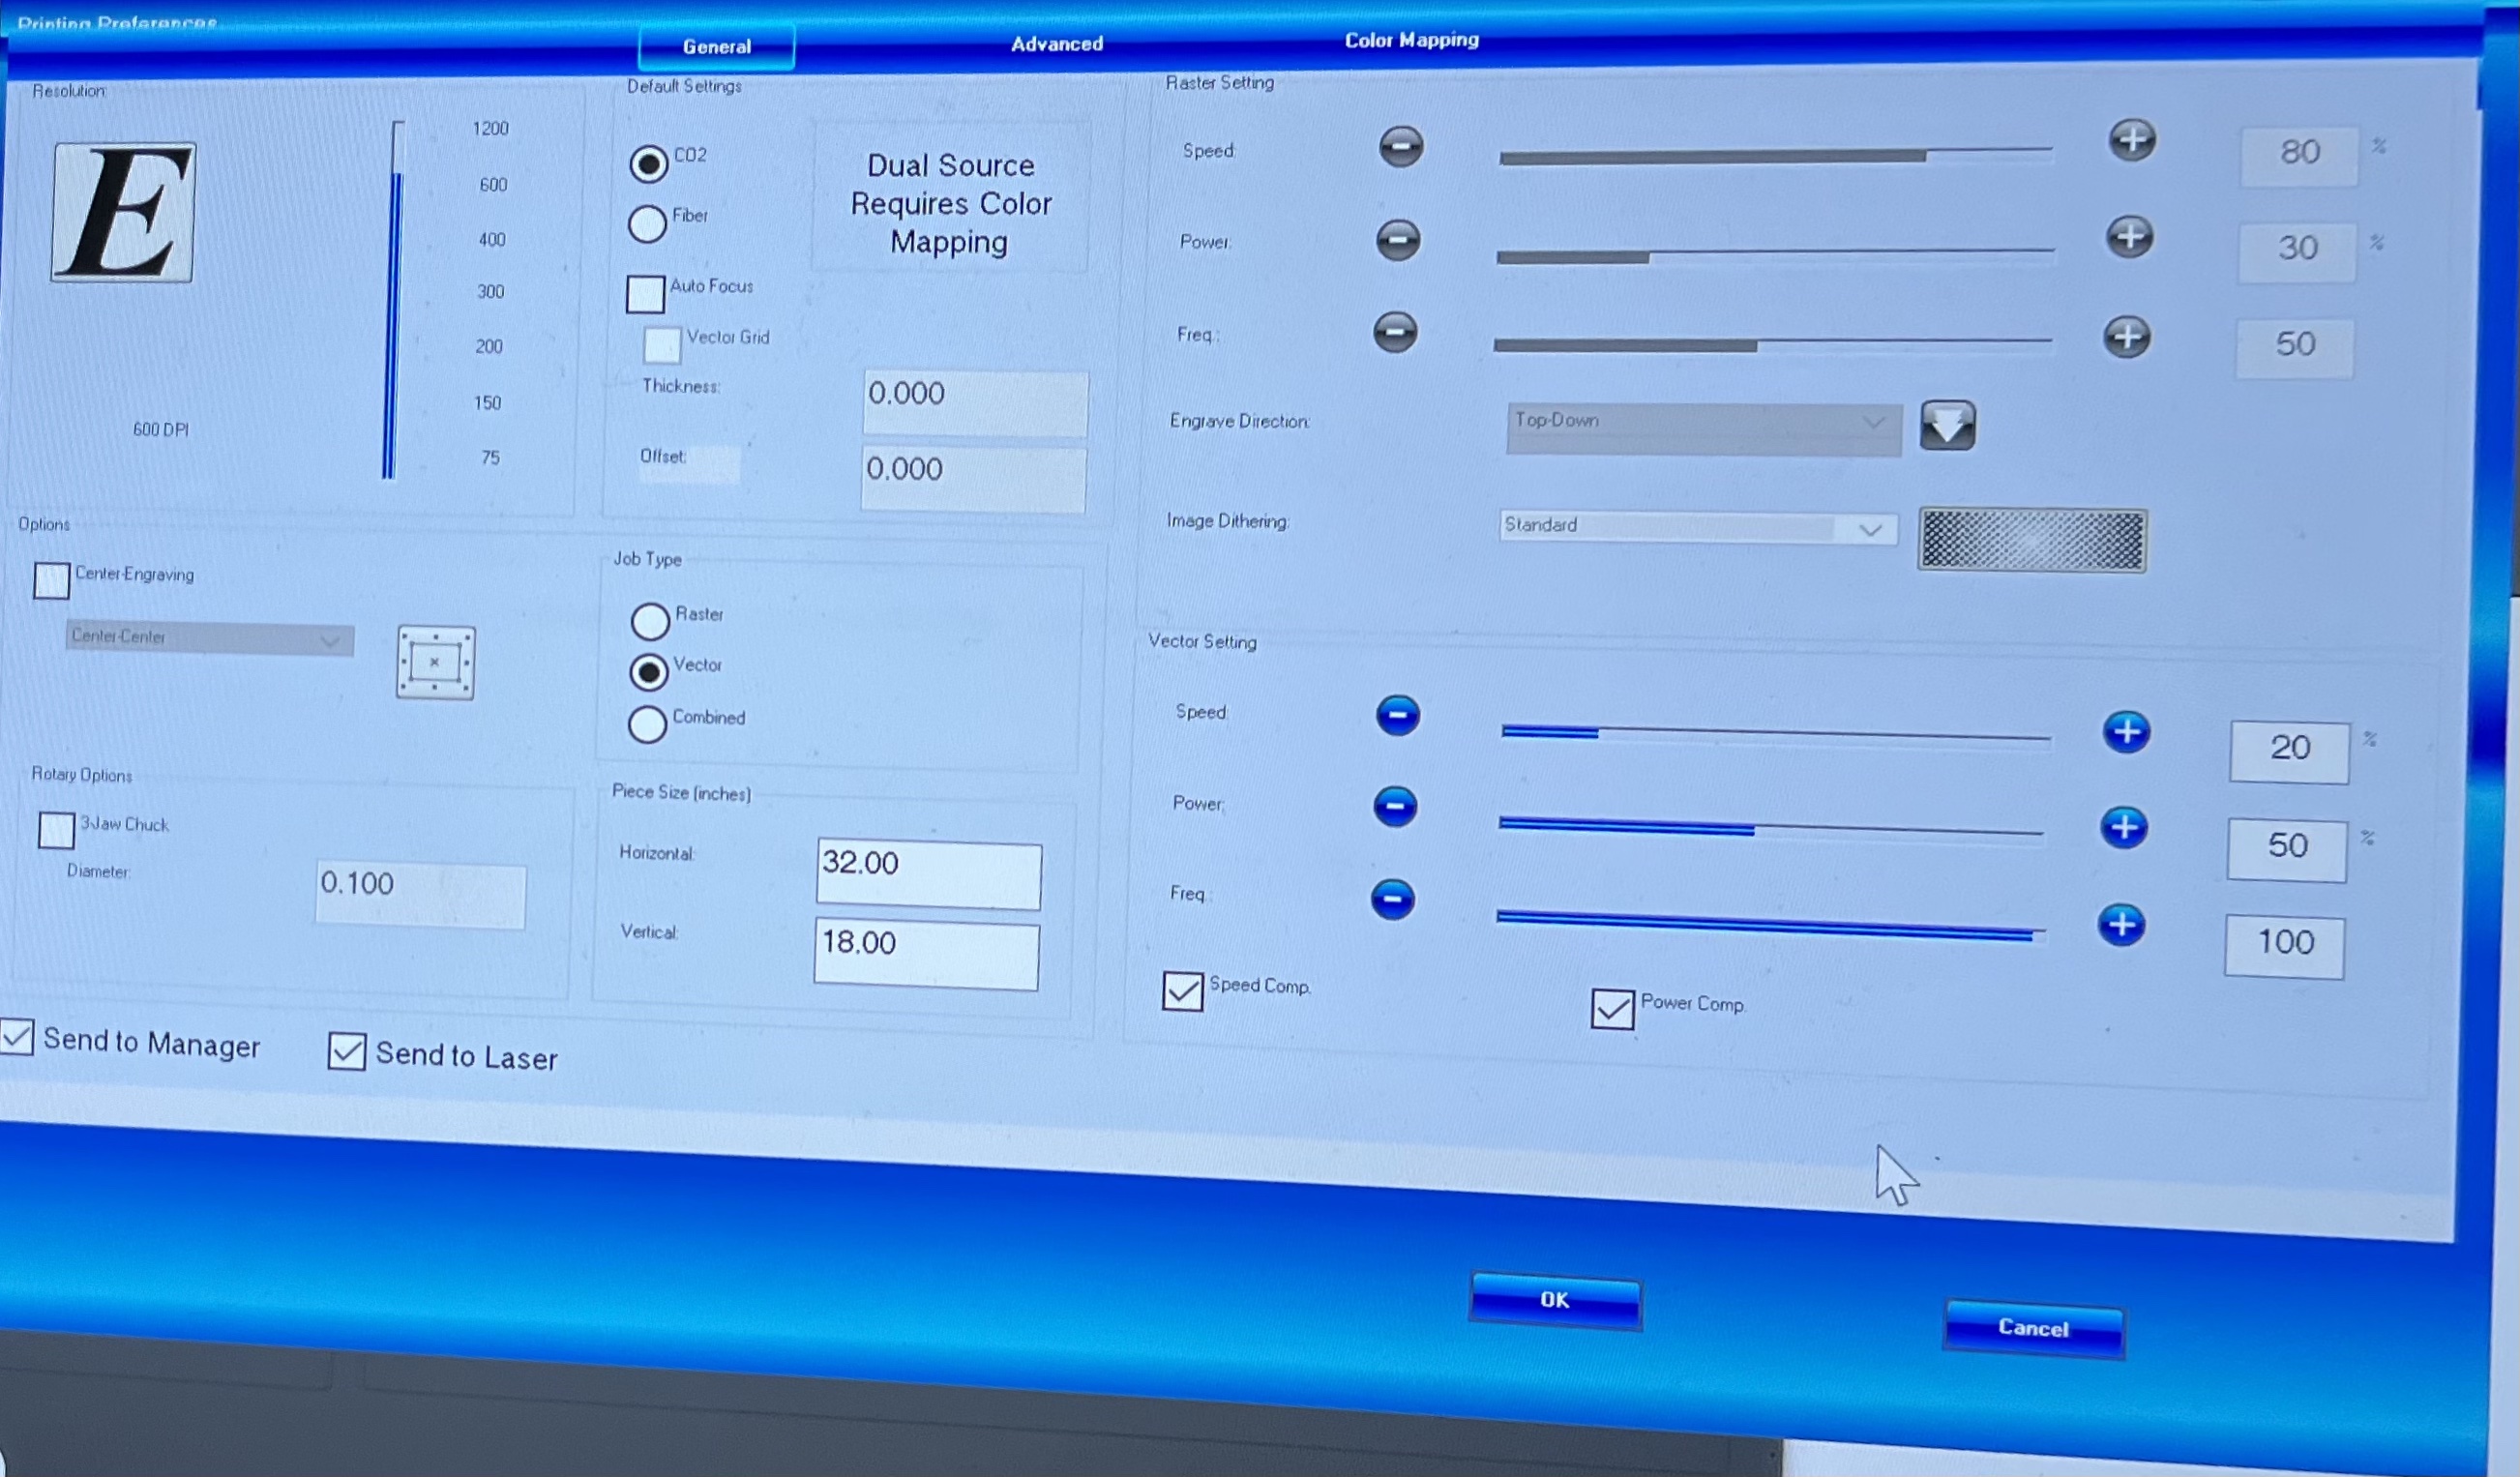 Printing Preferences
General
Advanced
Color Mapping
Resolution:
E
1200
600
400
300
200
150
75
600 DPI
Default Settings
CO2
Fiber
Dual Source
Requires Color
Mapping
Auto Focus
Vector Grid
Thickness: 0.000
Offset: 0.000
Raster Setting
Speed: 80 %
Power: 30 %
Freq.: 50
Engrave Direction: Top-Down
Image Dithering: Standard
Options
Center-Engraving
Center-Center
Job Type
Raster
Vector
Combined
Vector Setting
Speed: 20 %
Power: 50 %
Freq.: 100
Speed Comp.
Power Comp.
Rotary Options
3-Jaw Chuck
Diameter: 0.100
Piece Size (inches)
Horizontal: 32.00
Vertical: 18.00
Send to Manager
Send to Laser
OK
Cancel